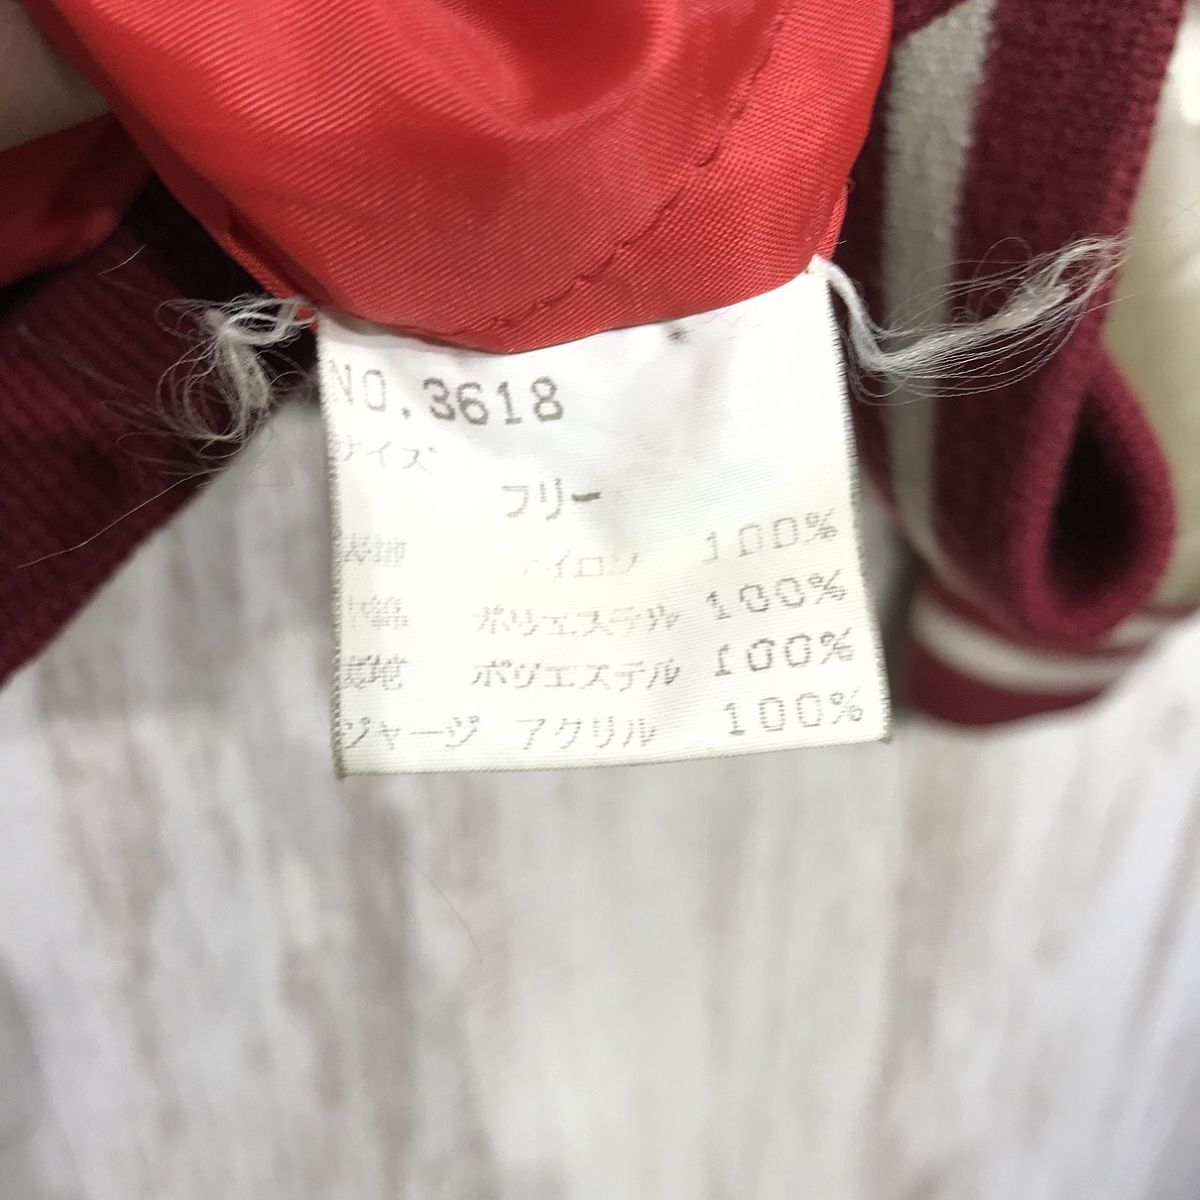 NO.3618
サイズ
フリー
表地 ナイロン 100%
中綿 ポリエステル 100%
裏地 ポリエステル 100%
ジャージ アクリル 100%